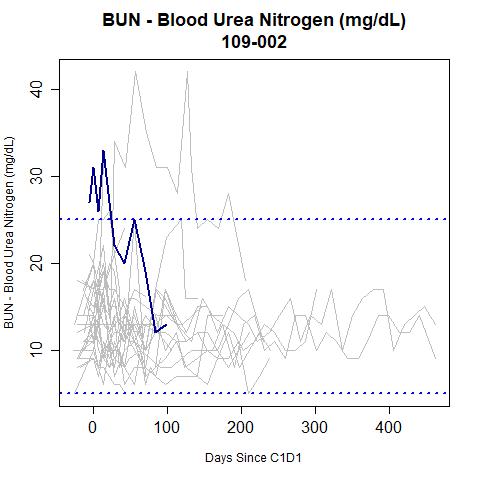 BUN - Blood Urea Nitrogen (mg/dL)
109-002
BUN - Blood Urea Nitrogen (mg/dL)
40
30
20
10
0 100 200 300 400
Days Since C1D1